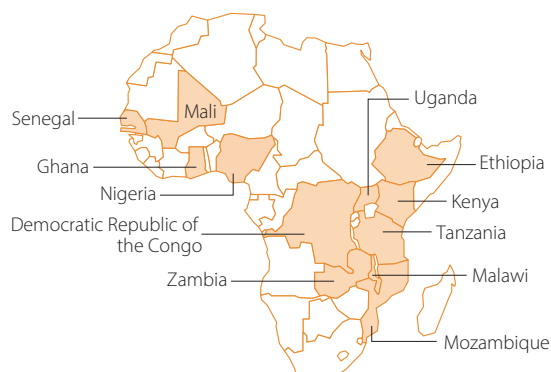 Senegal
Mali
Ghana
Nigeria
Democratic Republic of
the Congo
Zambia
Uganda
Ethiopia
Kenya
Tanzania
Malawi
Mozambique